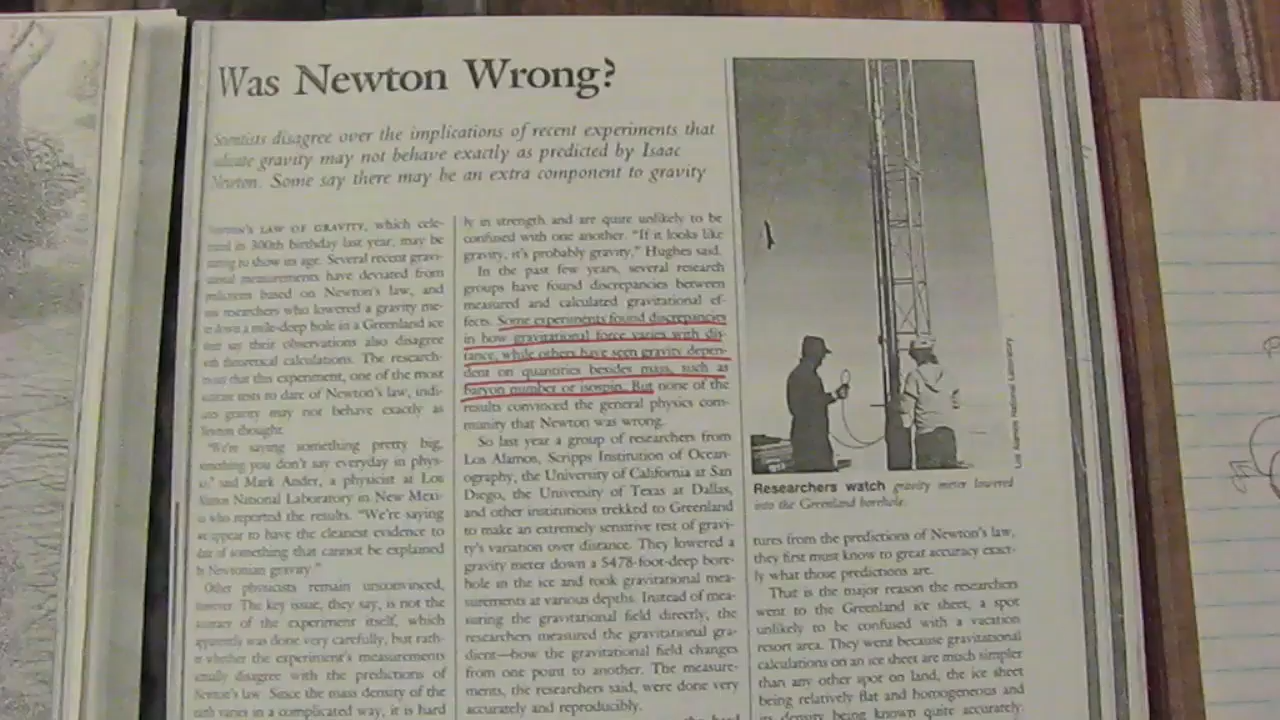 Was Newton Wrong?
Scientists disagree over the implications of recent experiments that
indicate gravity may not behave exactly as predicted by Isaac
Newton. Some say there may be an extra component to gravity
NEWTON'S LAW OF GRAVITY, which cele-
300th birthday last year, may be
to show its age. Several recent gravi-
measurements have deviated from
based on Newton's law, and
researchers who lowered a gravity me-
down a mile-deep hole in a Greenland ice
say their observations also disagree
theoretical calculations. The research-
that this experiment, one of the most
tests to date of Newton's law, indi-
gravity may not behave exactly as
Newton thought.
"We're saying something pretty big,
something you don't say everyday in phys-
said Mark Ander, a physicist at Los
National Laboratory in New Mexi-
who reported the results. "We're saying
we appear to have the cleanest evidence to
date of something that cannot be explained
by Newtonian gravity."
Other physicists remain unconvinced,
however. The key issue, they say, is not the
of the experiment itself, which
apparently was done very carefully, but rath-
whether the experiment's measurements
disagree with the predictions of
Newton's law. Since the mass density of the
earth varies in a complicated way, it is hard
ly in strength and are quite unlikely to be
confused with one another. "If it looks like
gravity, it's probably gravity," Hughes said.
In the past few years, several research
groups have found discrepancies between
measured and calculated gravitational ef-
fects. Some experiments found discrepancies
in how gravitational force varies with dis-
tance, while others have seen gravity depen-
dent on quantities besides mass, such as
baryon number or isospin. But none of the
results convinced the general physics com-
munity that Newton was wrong.
So last year a group of researchers from
Los Alamos, Scripps Institution of Ocean-
ography, the University of California at San
Diego, the University of Texas at Dallas,
and other institutions trekked to Greenland
to make an extremely sensitive test of gravi-
ty's variation over distance. They lowered a
gravity meter down a 5478-foot-deep bore-
hole in the ice and took gravitational mea-
surements at various depths. Instead of mea-
suring the gravitational field directly, the
researchers measured the gravitational gra-
dient—how the gravitational field changes
from one point to another. The measure-
ments, the researchers said, were done very
accurately and reproducibly.
Los Alamos National Laboratory
Researchers watch gravity meter lowered
into the Greenland borehole.
tures from the predictions of Newton's law,
they first must know to great accuracy exact-
ly what those predictions are.
That is the major reason the researchers
went to the Greenland ice sheet, a spot
unlikely to be confused with a vacation
resort area. They went because gravitational
calculations on an ice sheet are much simpler
than any other spot on land, the ice sheet
being relatively flat and homogeneous and
its density being known quite accurately.